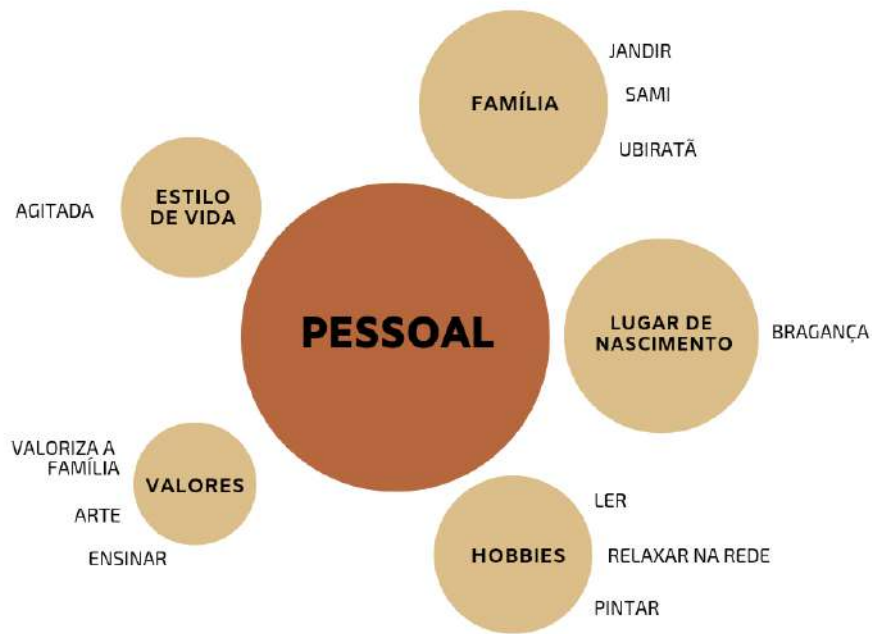 FAMÍLIA
JANDIR
SAMI
UBIRATÃ
ESTILO
DE VIDA
AGITADA
PESSOAL
LUGAR DE
NASCIMENTO
BRAGANÇA
VALORES
VALORIZA A
FAMÍLIA
ARTE
ENSINAR
HOBBIES
LER
RELAXAR NA REDE
PINTAR